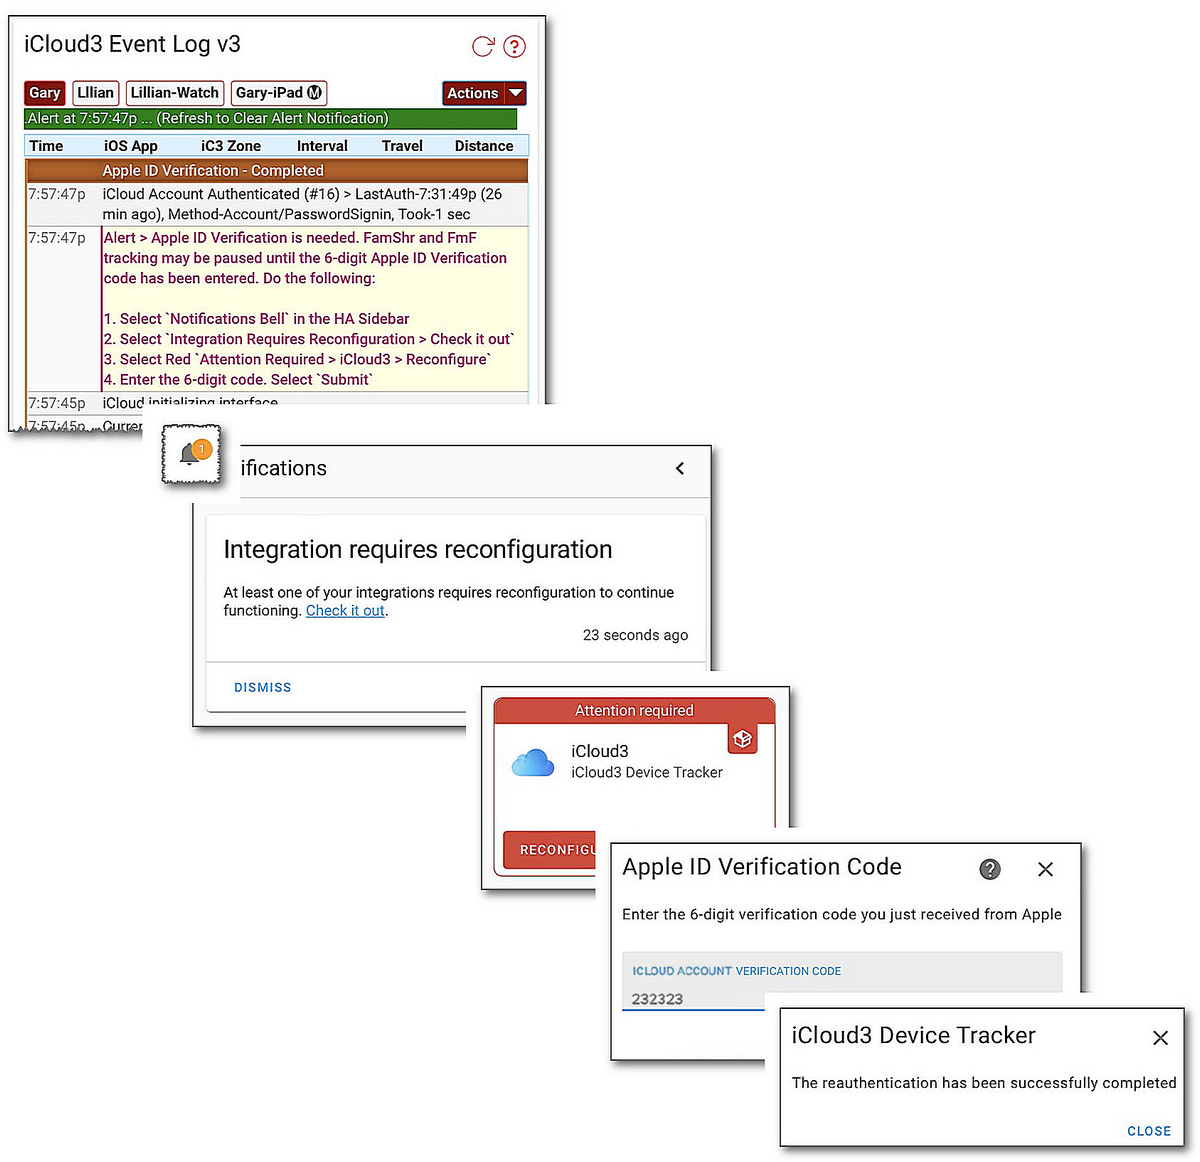 iCloud3 Event Log v3
Gary Lllian Lillian-Watch Gary-iPad M Actions
.Alert at 7:57:47p ... (Refresh to Clear Alert Notification)
Time iOS App iC3 Zone Interval Travel Distance
Apple ID Verification - Completed
7:57:47p iCloud Account Authenticated (#16) > LastAuth-7:31:49p (26
min ago), Method-Account/PasswordSignin, Took-1 sec
7:57:47p Alert > Apple ID Verification is needed. FamShr and FmF
tracking may be paused until the 6-digit Apple ID Verification
code has been entered. Do the following:
1. Select `Notifications Bell` in the HA Sidebar
2. Select `Integration Requires Reconfiguration > Check it out`
3. Select Red `Attention Required > iCloud3 > Reconfigure`
4. Enter the 6-digit code. Select `Submit`
7:57:45p iCloud initializing interface
7:57:45p Curre
1
ifications
Integration requires reconfiguration
At least one of your integrations requires reconfiguration to continue
functioning. Check it out.
23 seconds ago
DISMISS
Attention required
iCloud3
iCloud3 Device Tracker
RECONFIGU
Apple ID Verification Code ?
Enter the 6-digit verification code you just received from Apple
ICLOUD ACCOUNT VERIFICATION CODE
232323
iCloud3 Device Tracker
The reauthentication has been successfully completed
CLOSE